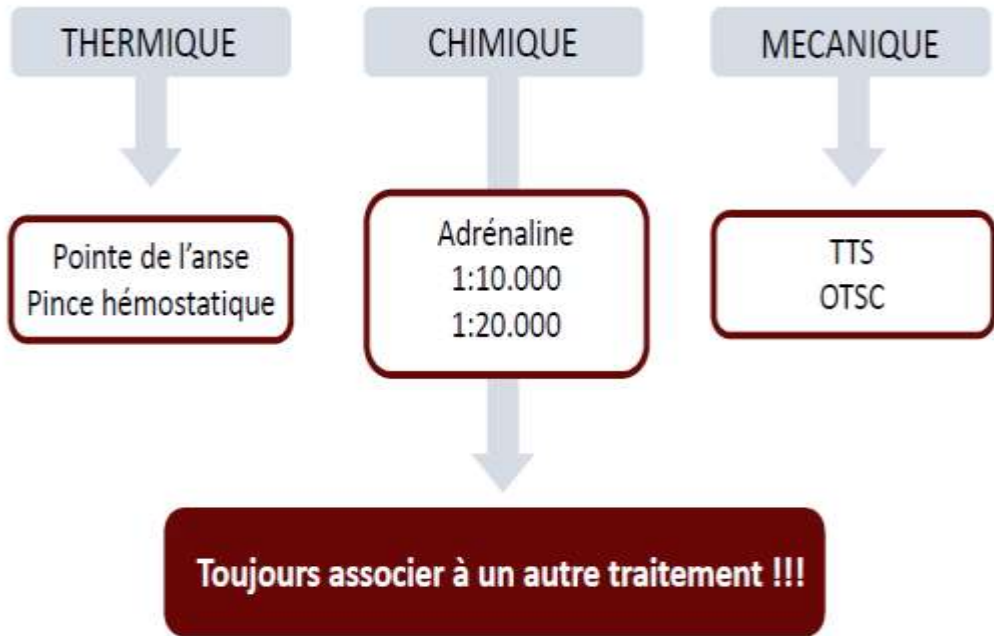 THERMIQUE
Pointe de l'anse
Pince hémostatique
CHIMIQUE
Adrénaline
1:10.000
1:20.000
MECANIQUE
TTS
OTSC
Toujours associer à un autre traitement !!!